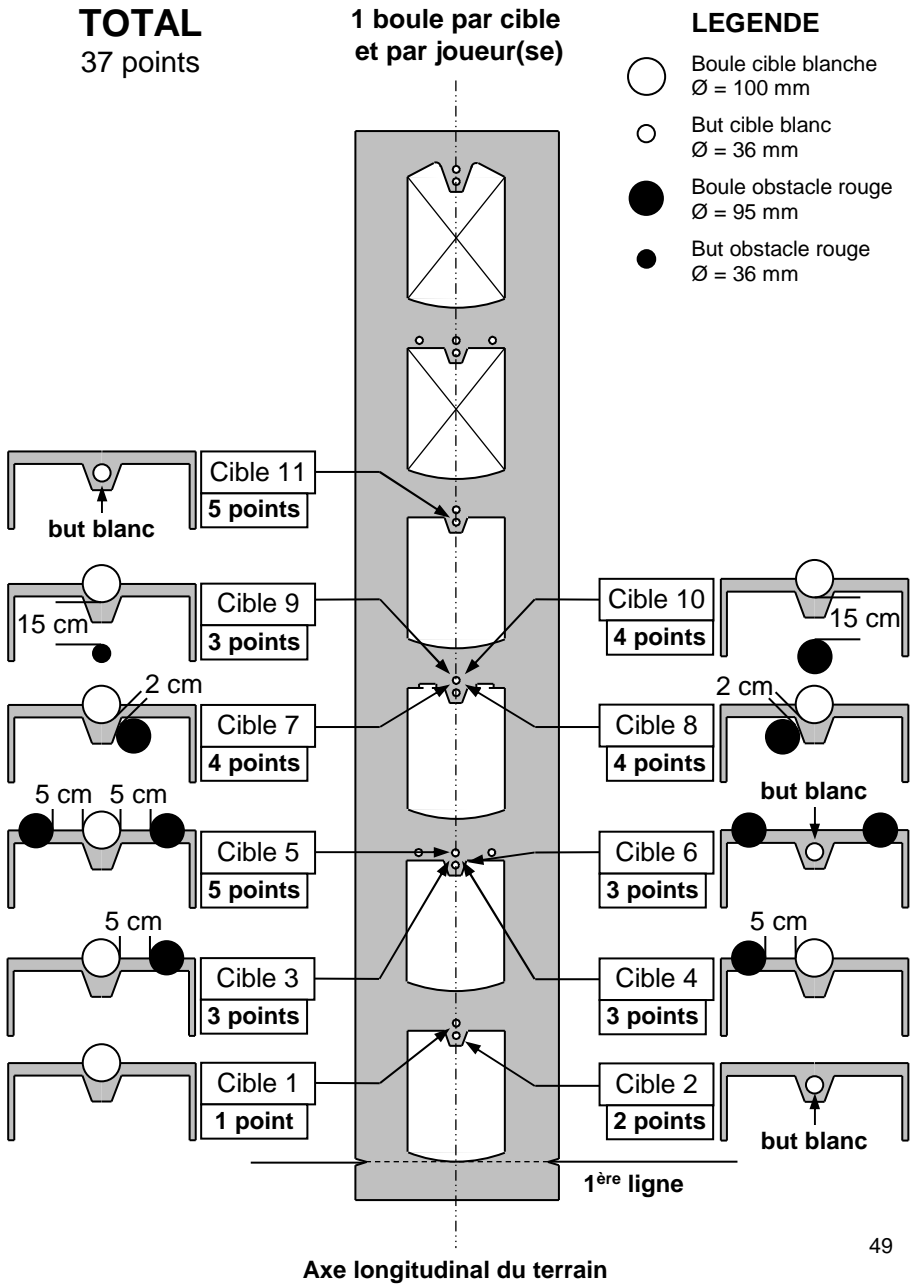 TOTAL
37 points
1 boule par cible
et par joueur(se)
LEGENDE
Boule cible blanche
Ø = 100 mm
But cible blanc
Ø = 36 mm
Boule obstacle rouge
Ø = 95 mm
But obstacle rouge
Ø = 36 mm
Cible 11
5 points
but blanc
Cible 9
3 points
15 cm
Cible 10
4 points
15 cm
2 cm
Cible 7
4 points
2 cm
Cible 8
4 points
5 cm 5 cm
Cible 5
5 points
but blanc
Cible 6
3 points
5 cm
Cible 3
3 points
5 cm
Cible 4
3 points
Cible 1
1 point
Cible 2
2 points
but blanc
1ère ligne
49
Axe longitudinal du terrain